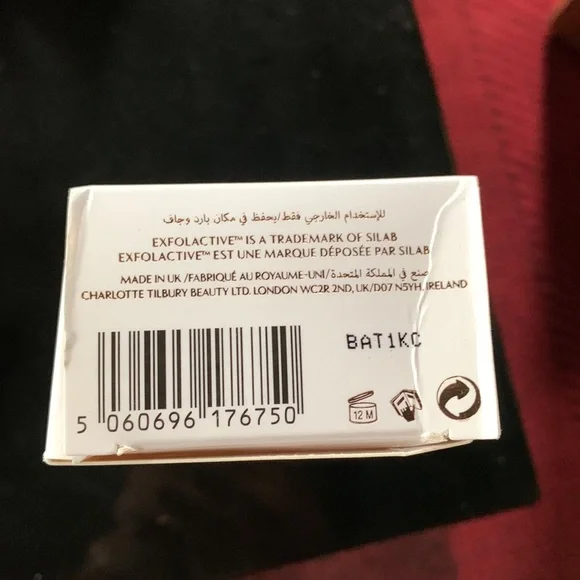 للإستخدام الخارجي فقط/يحفظ في مكان بارد وجاف
EXFOLACTIVE™ IS A TRADEMARK OF SILAB
EXFOLACTIVE™ EST UNE MARQUE DÉPOSÉE PAR SILAB
MADE IN UK /FABRIQUÉ AU ROYAUME-UNI/صنع في المملكة المتحدة
CHARLOTTE TILBURY BEAUTY LTD. LONDON WC2R 2ND, UK/D07 N5YH, IRELAND
BAT1KC
5 060696 176750
12 M